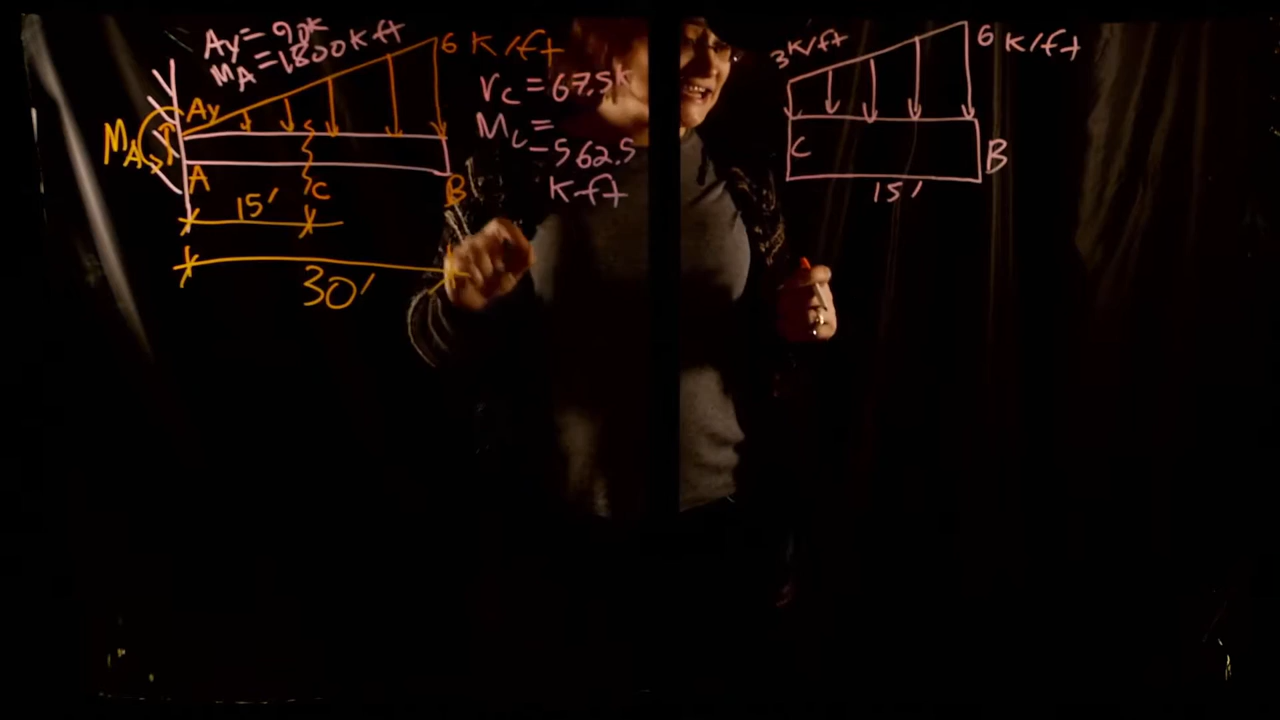 Ay = 90k
MA = 1800 k ft
6 K/ft
Ay
MA
A
C
B
15'
30'
Vc = 67.5k
Mc =
-562.5
k-ft
3 K/ft
6 K/ft
C
B
15'